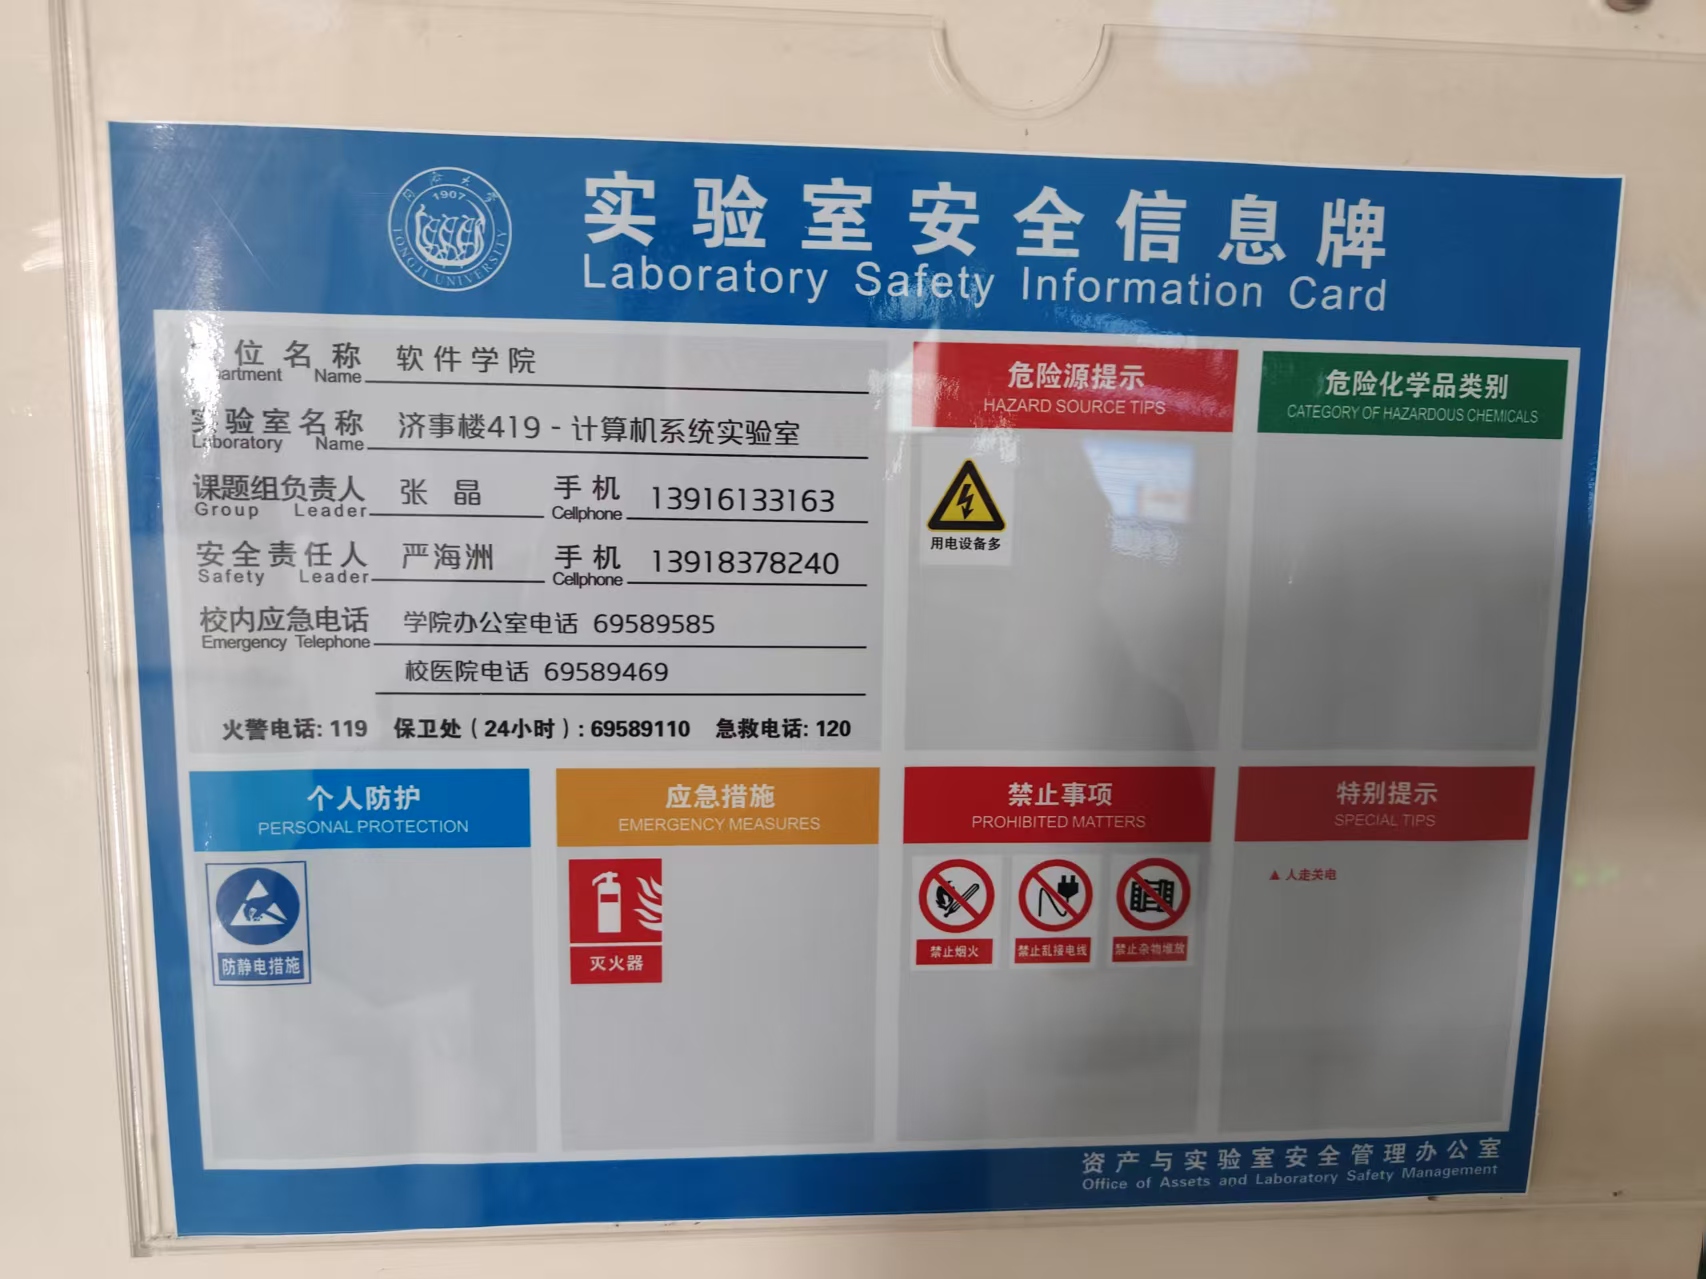 同济大学
1907
TONGJI UNIVERSITY
实验室安全信息牌
Laboratory Safety Information Card
位名称 软件学院
artment Name
实验室名称 济事楼419 - 计算机系统实验室
Laboratory Name
课题组负责人 张 晶 手机 13916133163
Group Leader Cellphone
安全责任人 严海洲 手机 13918378240
Safety Leader Cellphone
校内应急电话 学院办公室电话 69589585
Emergency Telephone
校医院电话 69589469
火警电话: 119 保卫处（24小时）: 69589110 急救电话: 120
危险源提示
HAZARD SOURCE TIPS
用电设备多
危险化学品类别
CATEGORY OF HAZARDOUS CHEMICALS
个人防护
PERSONAL PROTECTION
防静电措施
应急措施
EMERGENCY MEASURES
灭火器
禁止事项
PROHIBITED MATTERS
禁止烟火 禁止乱接电线 禁止杂物堆放
特别提示
SPECIAL TIPS
▲ 人走关电
资产与实验室安全管理办公室
Office of Assets and Laboratory Safety Management